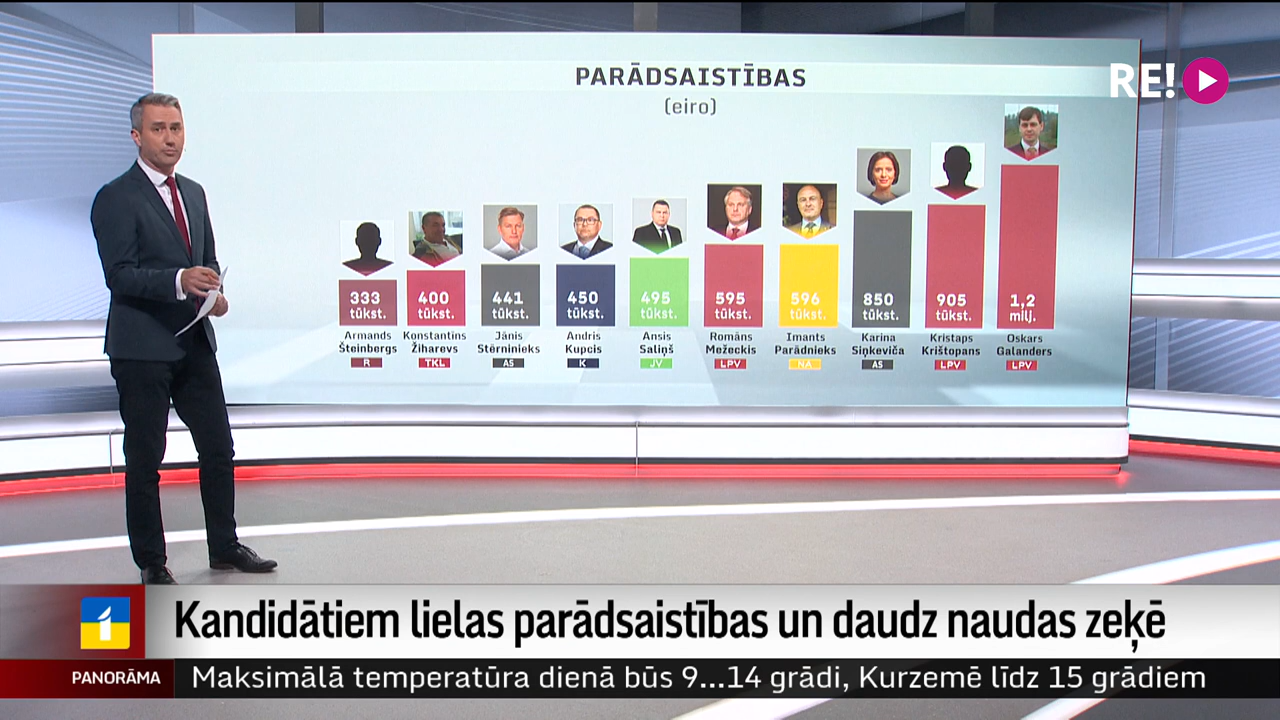 PARĀDSAISTĪBAS
(eiro)
RE!
333 tūkst.
400 tūkst.
441 tūkst.
450 tūkst.
495 tūkst.
595 tūkst.
596 tūkst.
850 tūkst.
905 tūkst.
1,2 milj.
Armands Šteinbergs
R
Konstantīns Žiharevs
TKL
Jānis Stērninieks
AS
Andris Kupcis
K
Ansis Saliņš
JV
Romāns Mežeckis
LPV
Imants Parādnieks
NA
Karina Siņkeviča
AS
Kristaps Krištopans
LPV
Oskars Galanders
LPV
1
Kandidātiem lielas parādsaistības un daudz naudas zeķē
PANORĀMA
Maksimālā temperatūra dienā būs 9...14 grādi, Kurzemē līdz 15 grādiem